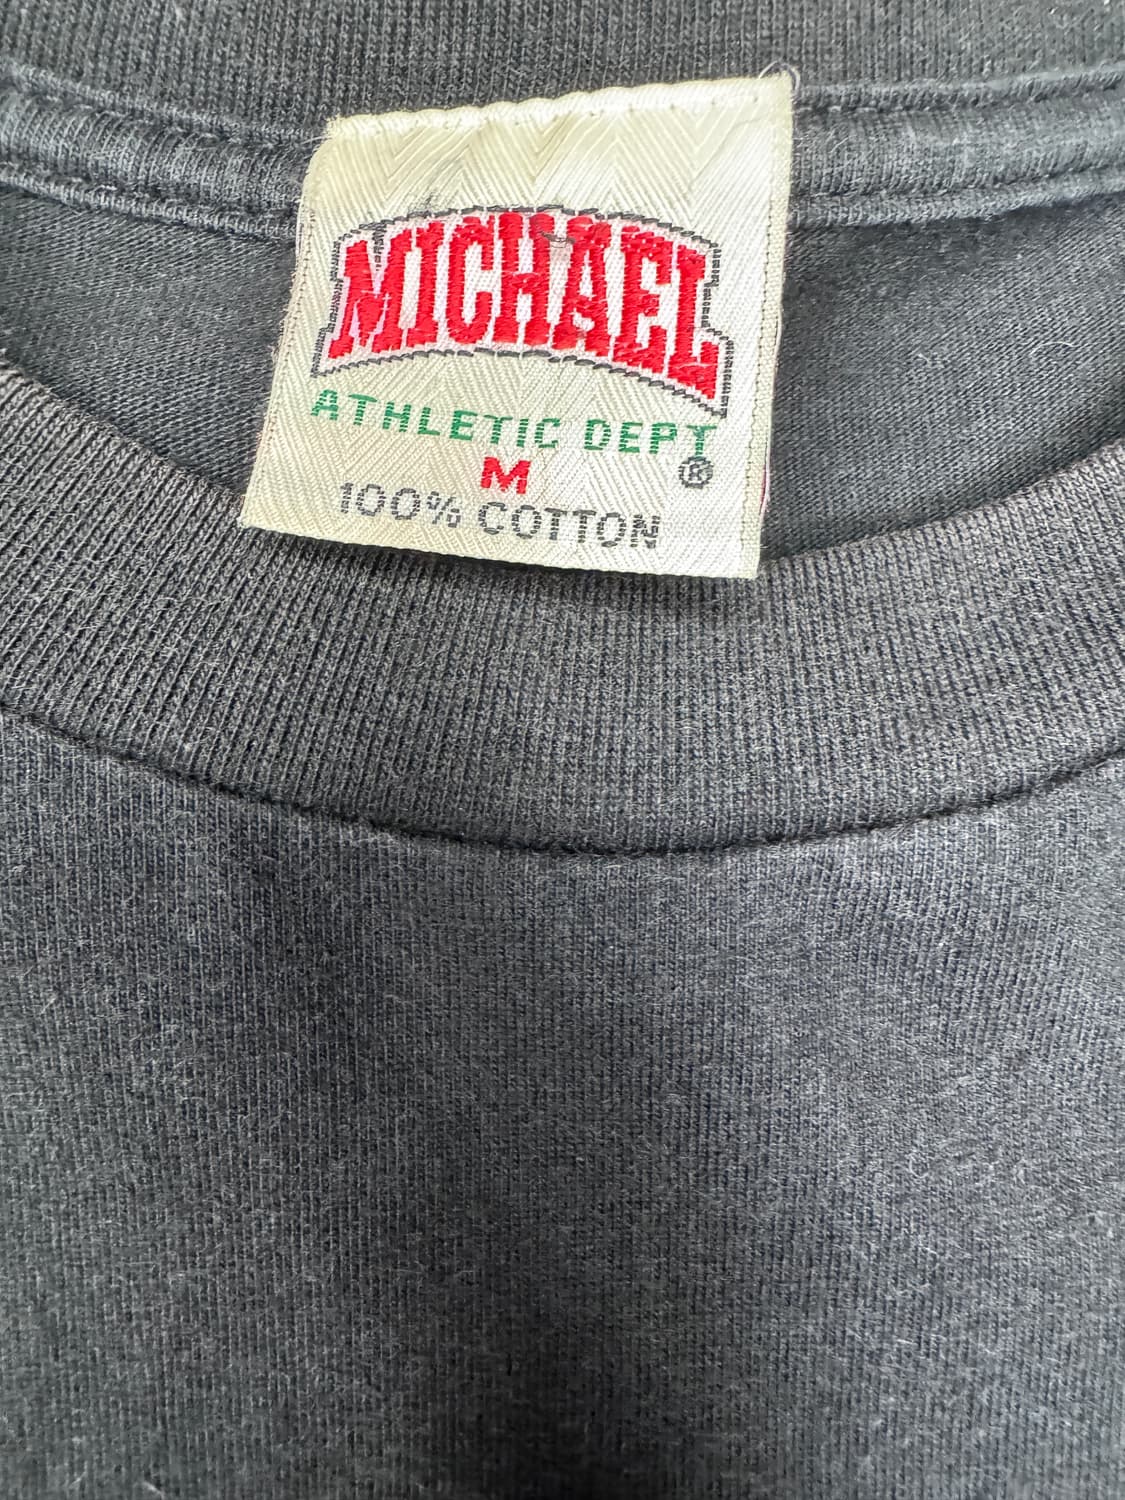 MICHAEL
ATHLETIC DEPT
®
M
100% COTTON